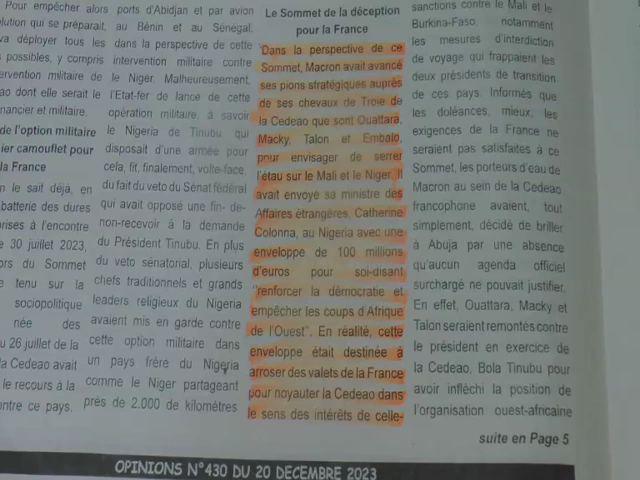 Pour empêcher alors
lution qui se préparait,
va déployer tous les
s possibles, y compris
ervention militaire de
ao dont elle serait le
nancier et militaire.
de l'option militaire
ier camouflet pour
la France
n le sait déjà, en
batterie des dures
rises à l'encontre
e 30 juillet 2023,
ors du Sommet
e tenu sur la
sociopolitique
née des
u 26 juillet de la
la Cedeao avait
le recours à la
ontre ce pays.
ports d'Abidjan et par avion
au Bénin et au Sénégal,
dans la perspective de cette
intervention militaire contre
le Niger. Malheureusement,
l'Etat-fer de lance de cette
opération militaire, à savoir
le Nigeria de Tinubu qui
disposait d'une armée pour
cela, fit, finalement, volte-face,
du fait du veto du Sénat fédéral
qui avait opposé une fin- de-
non-recevoir à la demande
du Président Tinubu. En plus
du veto sénatorial, plusieurs
chefs traditionnels et grands
leaders religieux du Nigeria
avaient mis en garde contre
cette option militaire dans
un pays frère du Nigeria
comme le Niger partageant
près de 2.000 de kilomètres
Le Sommet de la déception
pour la France
Dans la perspective de ce
Sommet, Macron avait avancé
ses pions stratégiques auprès
de ses chevaux de Troie de
la Cedeao que sont Ouattara,
Macky, Talon et Embalo,
pour envisager de serrer
l'étau sur le Mali et le Niger. Il
avait envoyé sa ministre des
Affaires étrangères, Catherine
Colonna, au Nigeria avec une
enveloppe de 100 millions
d'euros pour soi-disant
"renforcer la démocratie et
empêcher les coups d'Afrique
de l'Ouest". En réalité, cette
enveloppe était destinée à
arroser des valets de la France
pour noyauter la Cedeao dans
le sens des intérêts de celle-
sanctions contre le Mali et le
Burkina-Faso, notamment
les mesures d'interdiction
de voyage qui frappaient les
deux présidents de transition
de ces pays. Informés que
les doléances, mieux, les
exigences de la France ne
seraient pas satisfaites à ce
Sommet, les porteurs d'eau de
Macron au sein de la Cedeao
francophone avaient, tout
simplement, décidé de briller
à Abuja par une absence
qu'aucun agenda officiel
surchargé ne pouvait justifier.
En effet, Ouattara, Macky et
Talon seraient remontés contre
le président en exercice de
la Cedeao, Bola Tinubu pour
avoir infléchi la position de
l'organisation ouest-africaine
suite en Page 5
OPINIONS N°430 DU 20 DECEMBRE 2023